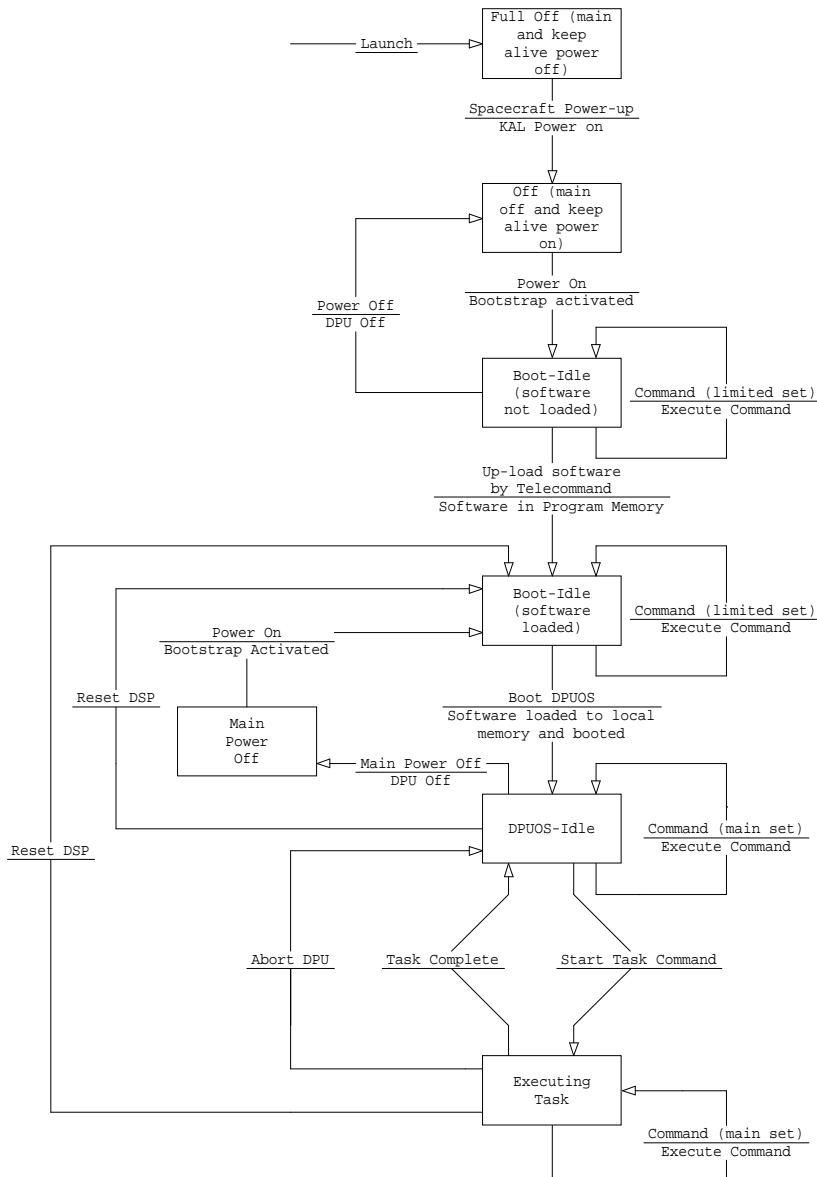 Full Off (main
and keep
alive power
off)
Launch
Spacecraft Power-up
KAL Power on
Off (main
off and keep
alive power
on)
Power On
Bootstrap activated
Power Off
DPU Off
Boot-Idle
(software
not loaded)
Command (limited set)
Execute Command
Up-load software
by Telecommand
Software in Program Memory
Boot-Idle
(software
loaded)
Command (limited set)
Execute Command
Power On
Bootstrap Activated
Reset DSP
Boot DPUOS
Software loaded to local
memory and booted
Main
Power
Off
Main Power Off
DPU Off
DPUOS-Idle
Command (main set)
Execute Command
Reset DSP
Abort DPU
Task Complete
Start Task Command
Executing
Task
Command (main set)
Execute Command